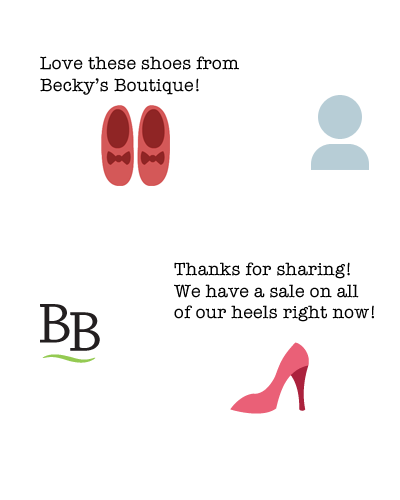 Love these shoes from
Becky’s Boutique!
Thanks for sharing!
We have a sale on all
of our heels right now!
BB